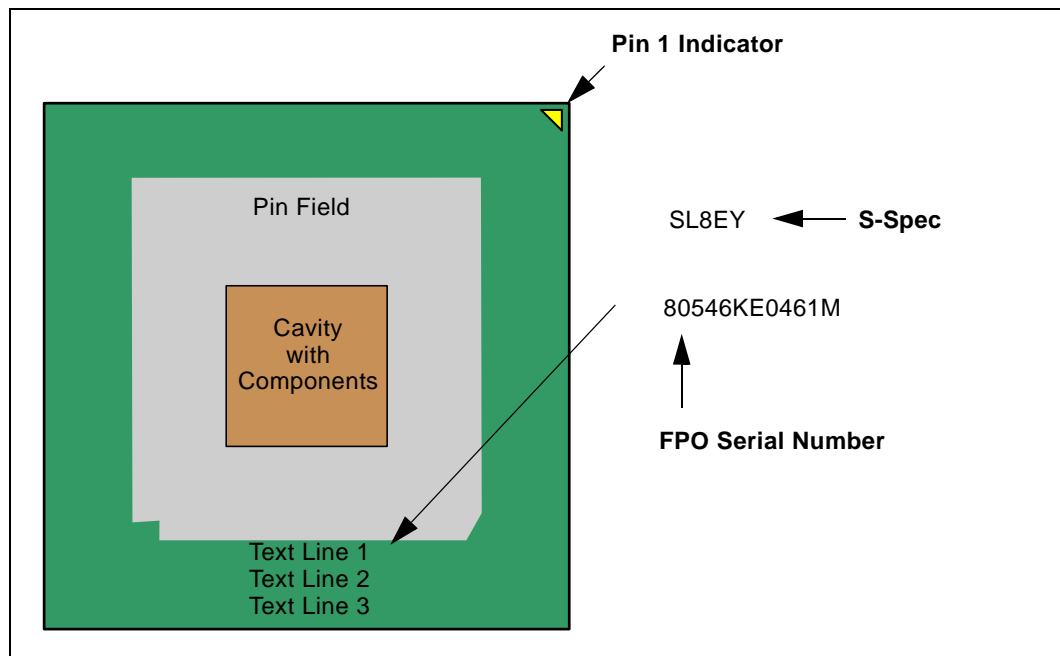 Pin 1 Indicator
Pin Field
SL8EY
S-Spec
80546KE0461M
Cavity
with
Components
FPO Serial Number
Text Line 1
Text Line 2
Text Line 3